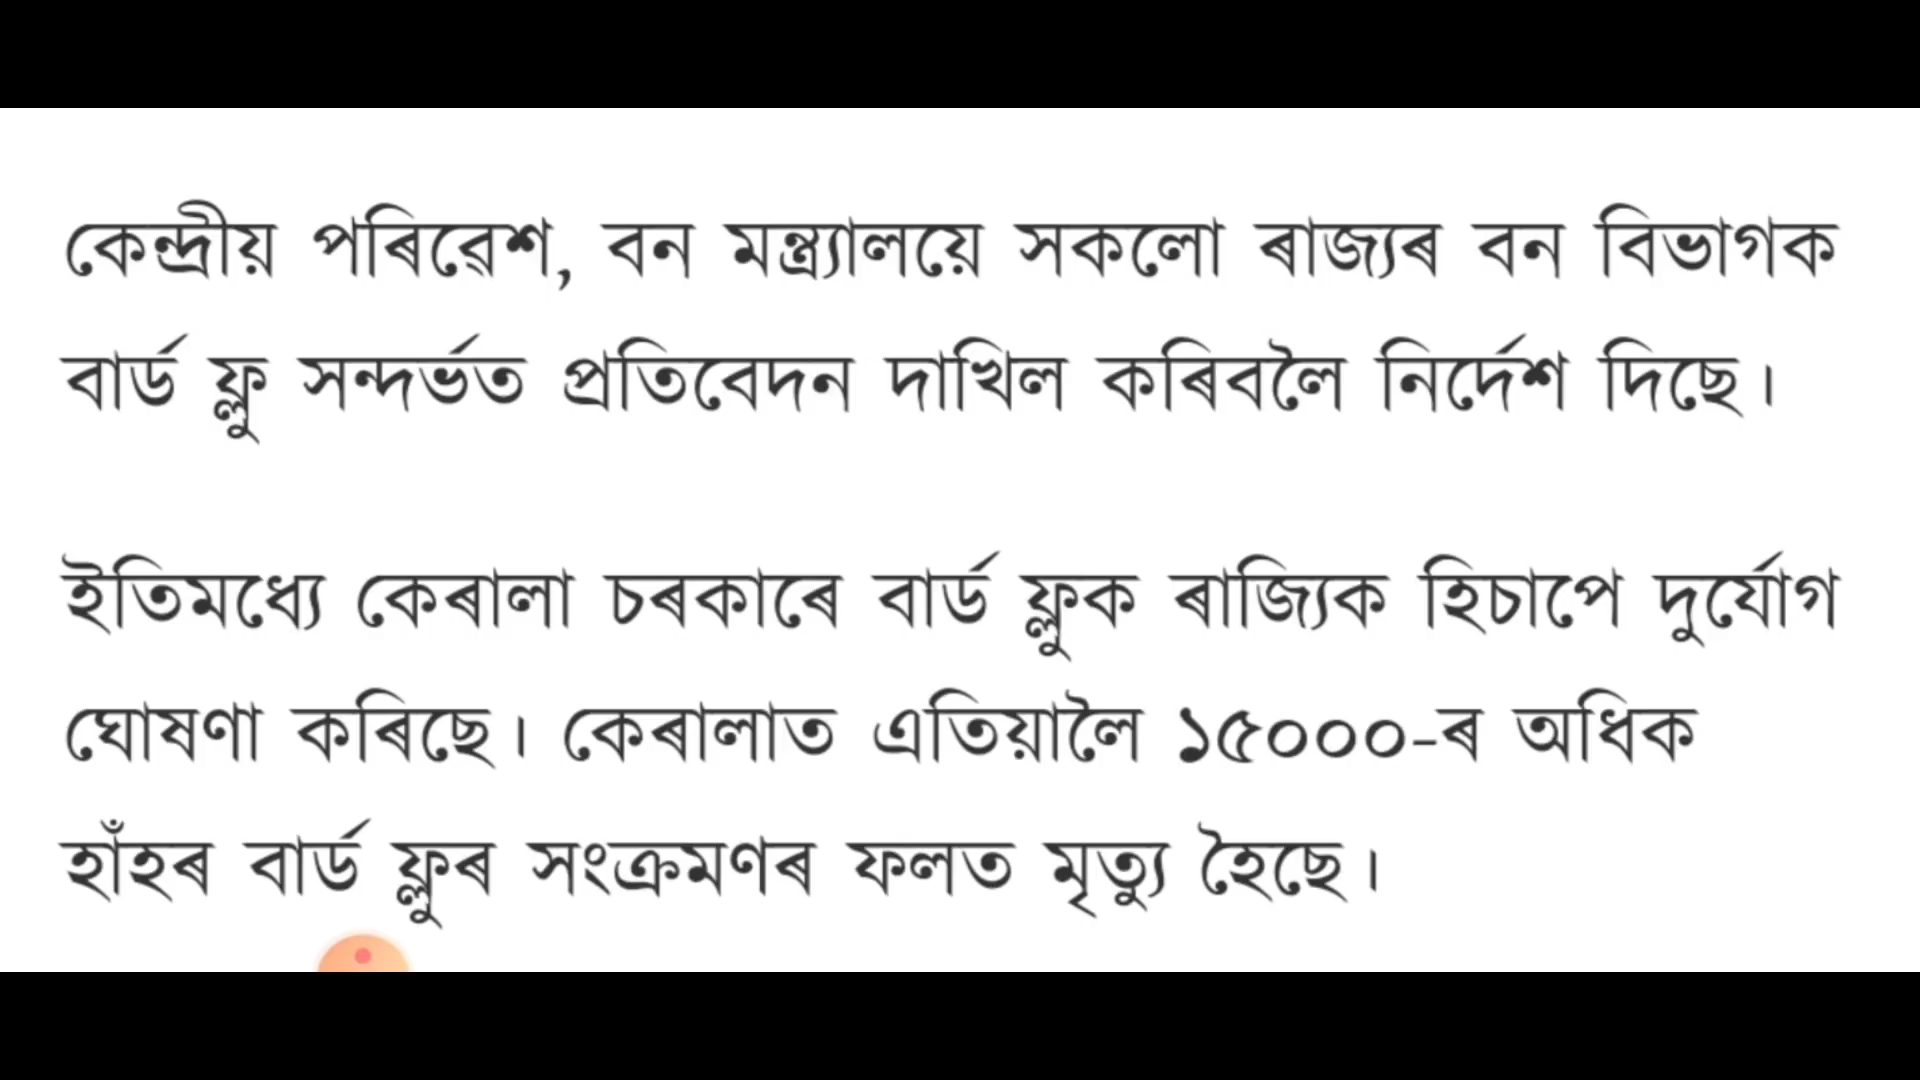 কেন্দ্ৰীয় পৰিৱেশ, বন মন্ত্ৰ্যালয়ে সকলো ৰাজ্যৰ বন বিভাগক
বাৰ্ড ফ্লু সন্দৰ্ভত প্ৰতিবেদন দাখিল কৰিবলৈ নিৰ্দেশ দিছে।
ইতিমধ্যে কেৰালা চৰকাৰে বাৰ্ড ফ্লুক ৰাজ্যিক হিচাপে দুৰ্যোগ
ঘোষণা কৰিছে। কেৰালাত এতিয়ালৈ ১৫০০০-ৰ অধিক
হাঁহৰ বাৰ্ড ফ্লুৰ সংক্ৰমণৰ ফলত মৃত্যু হৈছে।